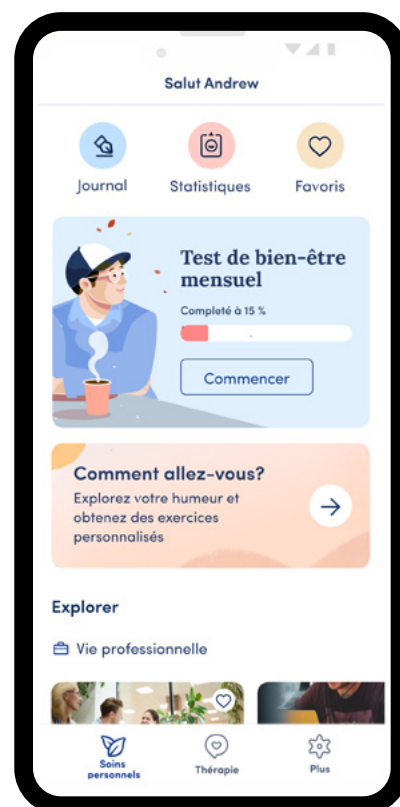 Salut Andrew
Journal
Statistiques
Favoris
Test de bien-être
mensuel
Completé à 15 %
Commencer
Comment allez-vous?
Explorez votre humeur et
obtenez des exercices
personnalisés
Explorer
Vie professionnelle
Soins
personnels
Thérapie
Plus